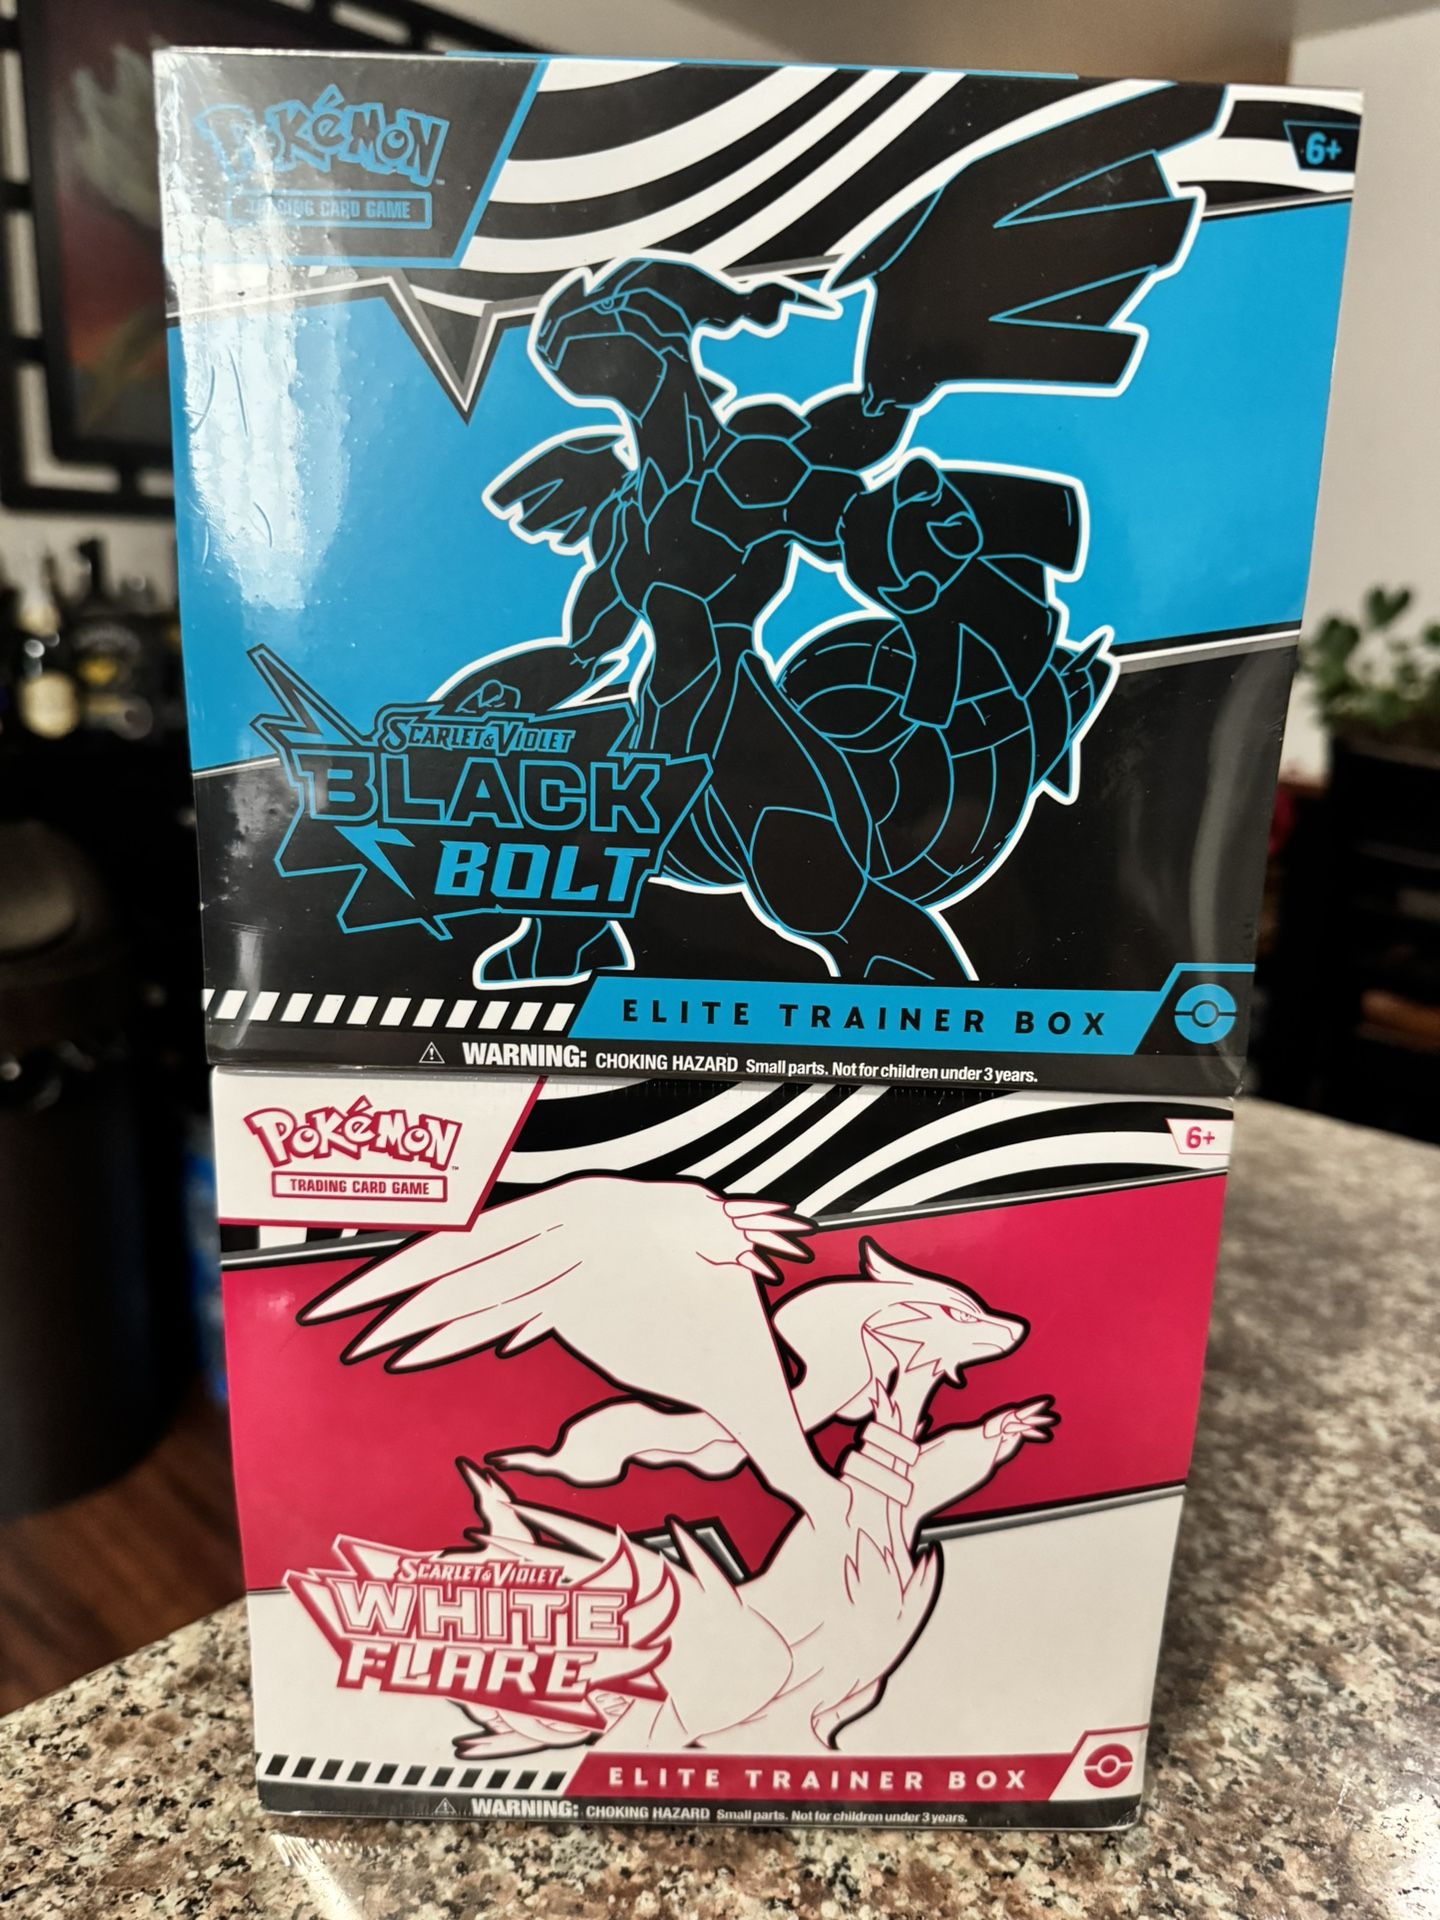 POKéMON
TRADING CARD GAME
6+
SCARLET & VIOLET
BLACK
BOLT
ELITE TRAINER BOX
WARNING: CHOKING HAZARD Small parts. Not for children under 3 years.
POKéMON™
TRADING CARD GAME
6+
SCARLET & VIOLET
WHITE
FLARE
ELITE TRAINER BOX
WARNING: CHOKING HAZARD Small parts. Not for children under 3 years.